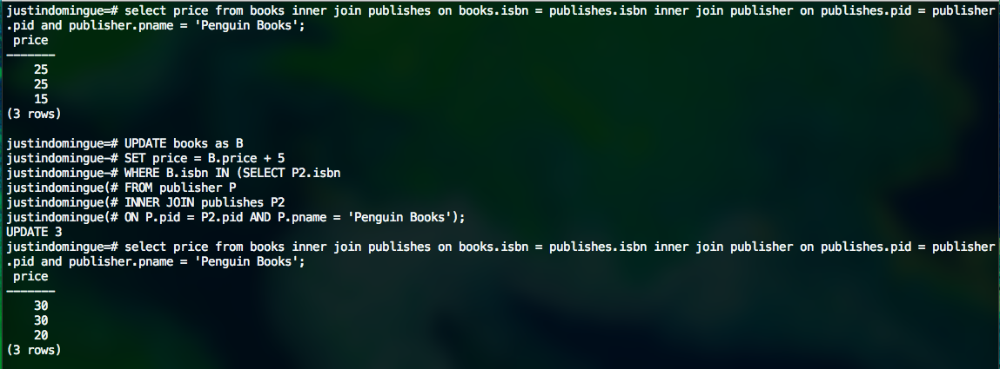 justindomingue=# select price from books inner join publishes on books.isbn = publishes.isbn inner join publisher on publishes.pid = publisher
.pid and publisher.pname = 'Penguin Books';
 price
-------
    25
    25
    15
(3 rows)

justindomingue=# UPDATE books as B
justindomingue-# SET price = B.price + 5
justindomingue-# WHERE B.isbn IN (SELECT P2.isbn
justindomingue(# FROM publisher P
justindomingue(# INNER JOIN publishes P2
justindomingue(# ON P.pid = P2.pid AND P.pname = 'Penguin Books');
UPDATE 3
justindomingue=# select price from books inner join publishes on books.isbn = publishes.isbn inner join publisher on publishes.pid = publisher
.pid and publisher.pname = 'Penguin Books';
 price
-------
    30
    30
    20
(3 rows)